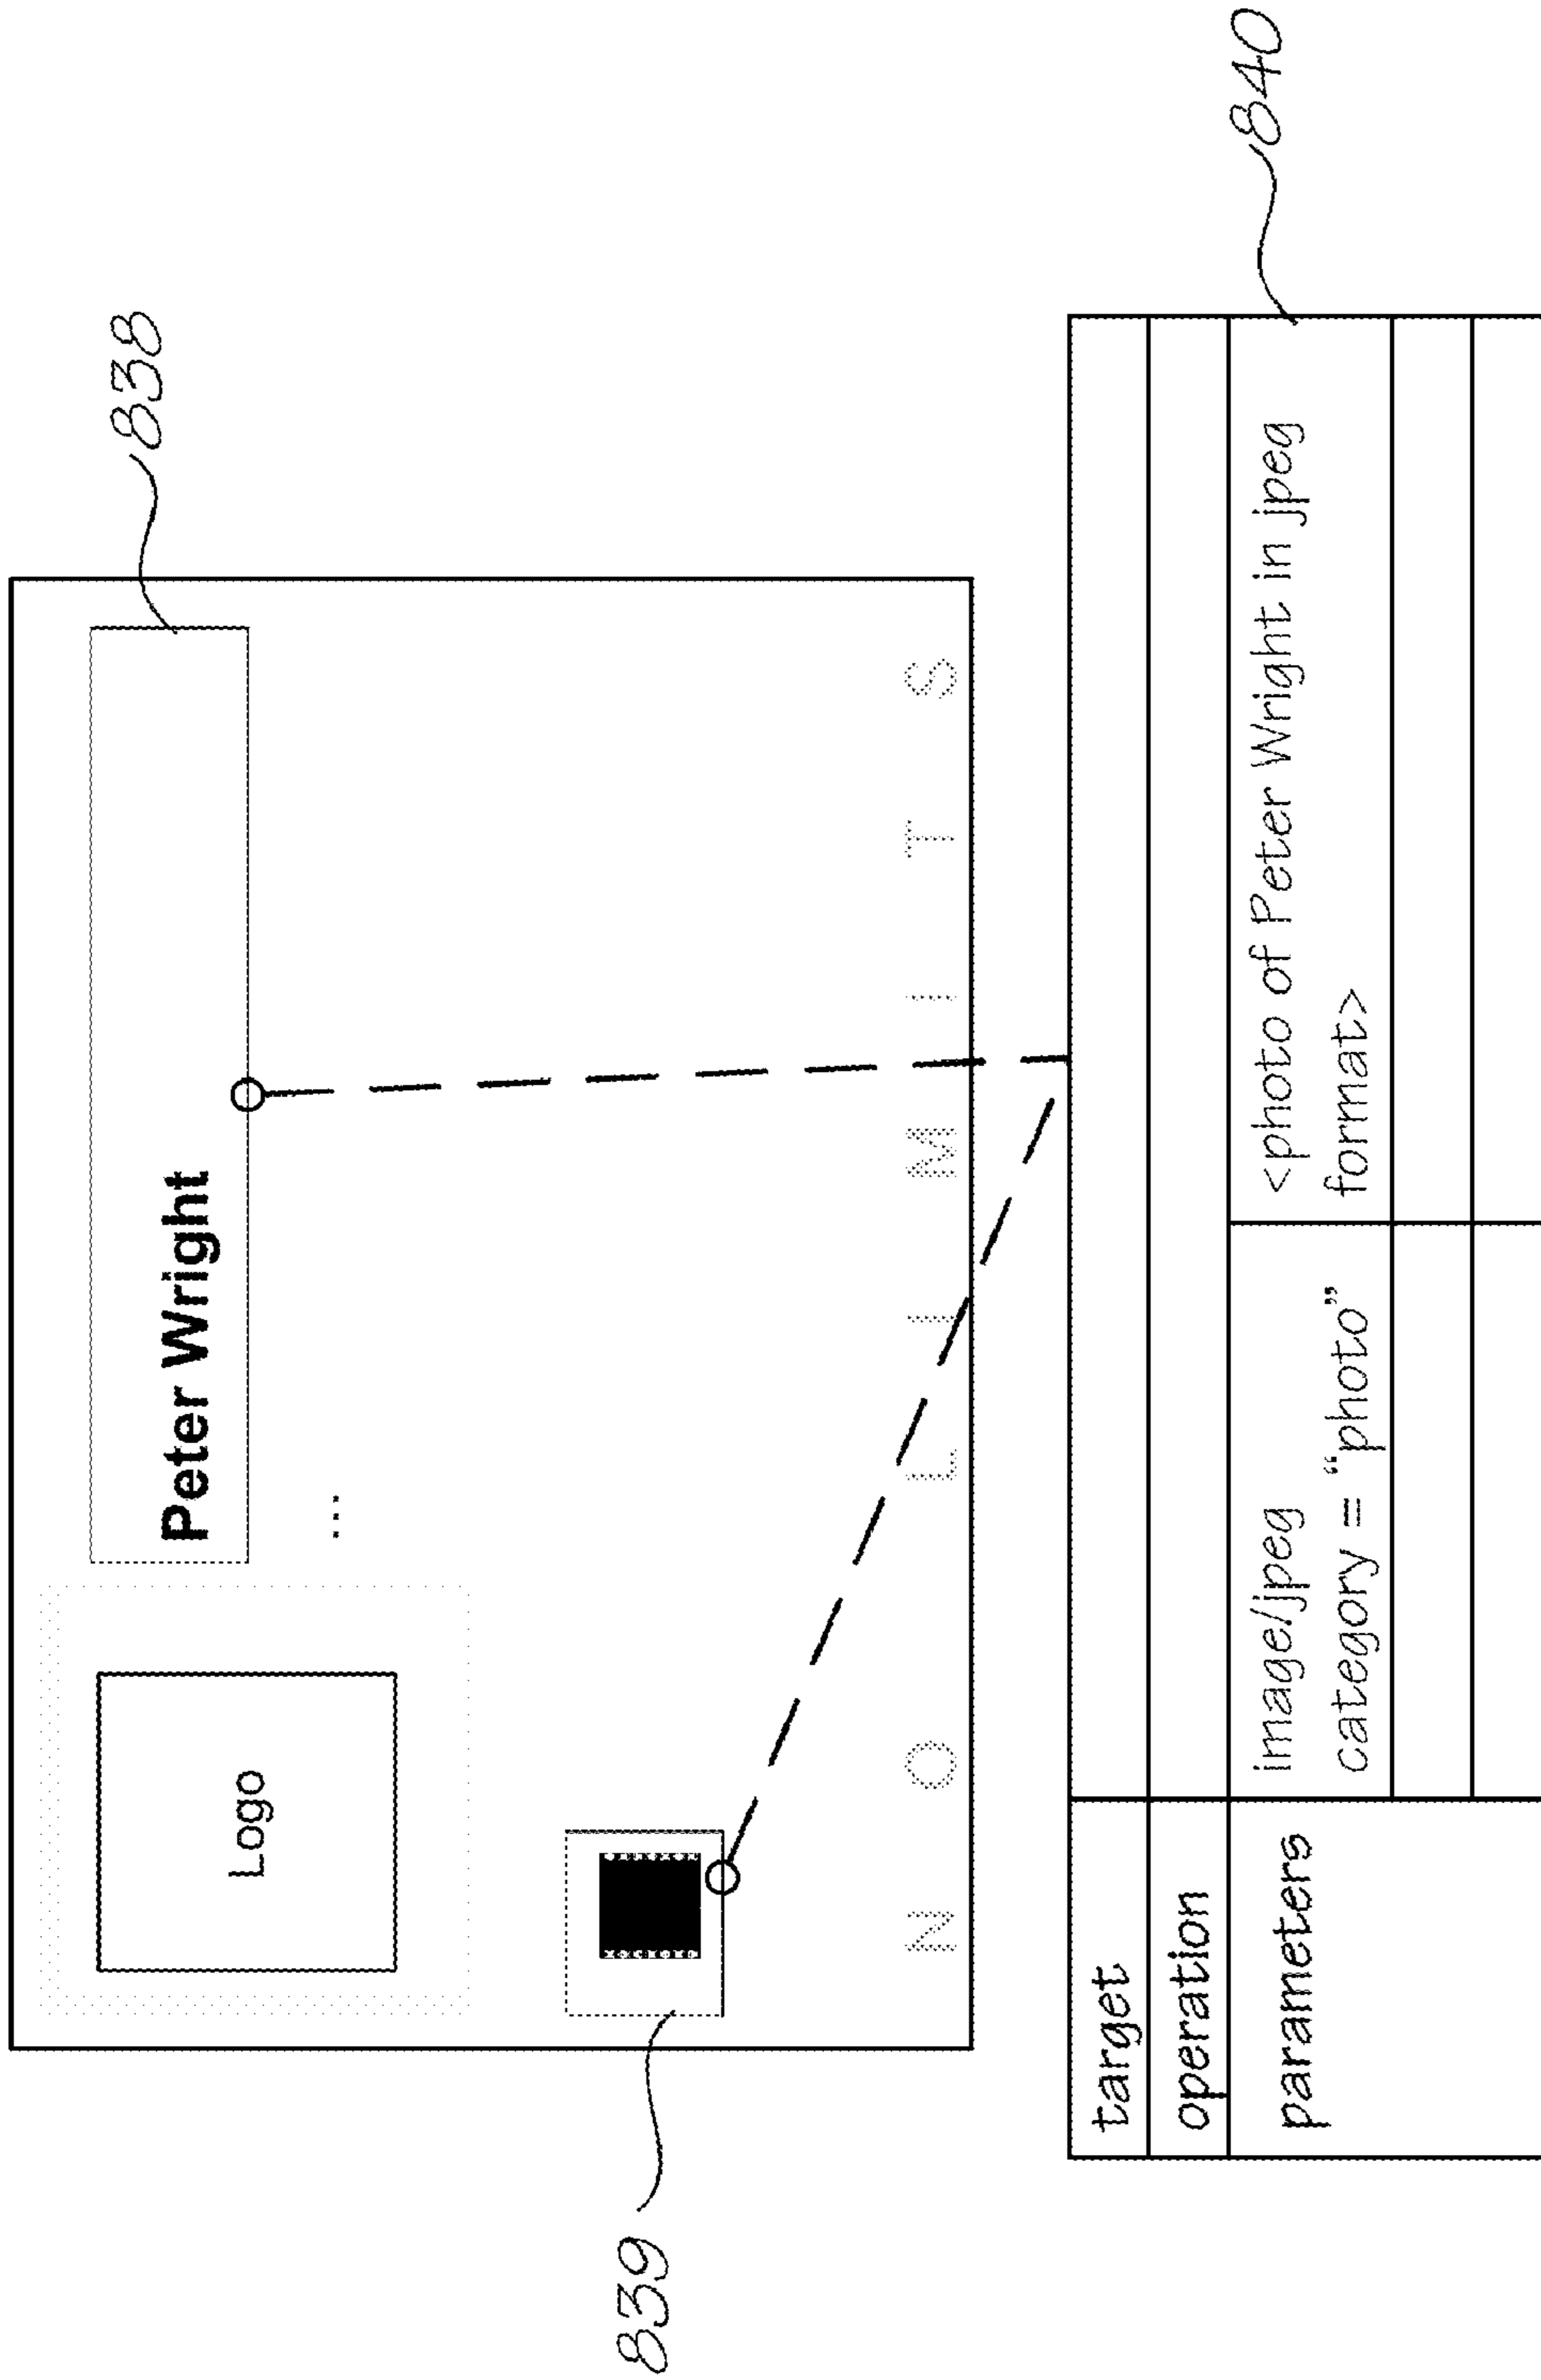 838
Logo
Peter Wright
...
839
N O L I M I T S
840
target
operation
parameters
image/jpeg
category = “photo”
<photo of Peter Wright in jpeg
format>